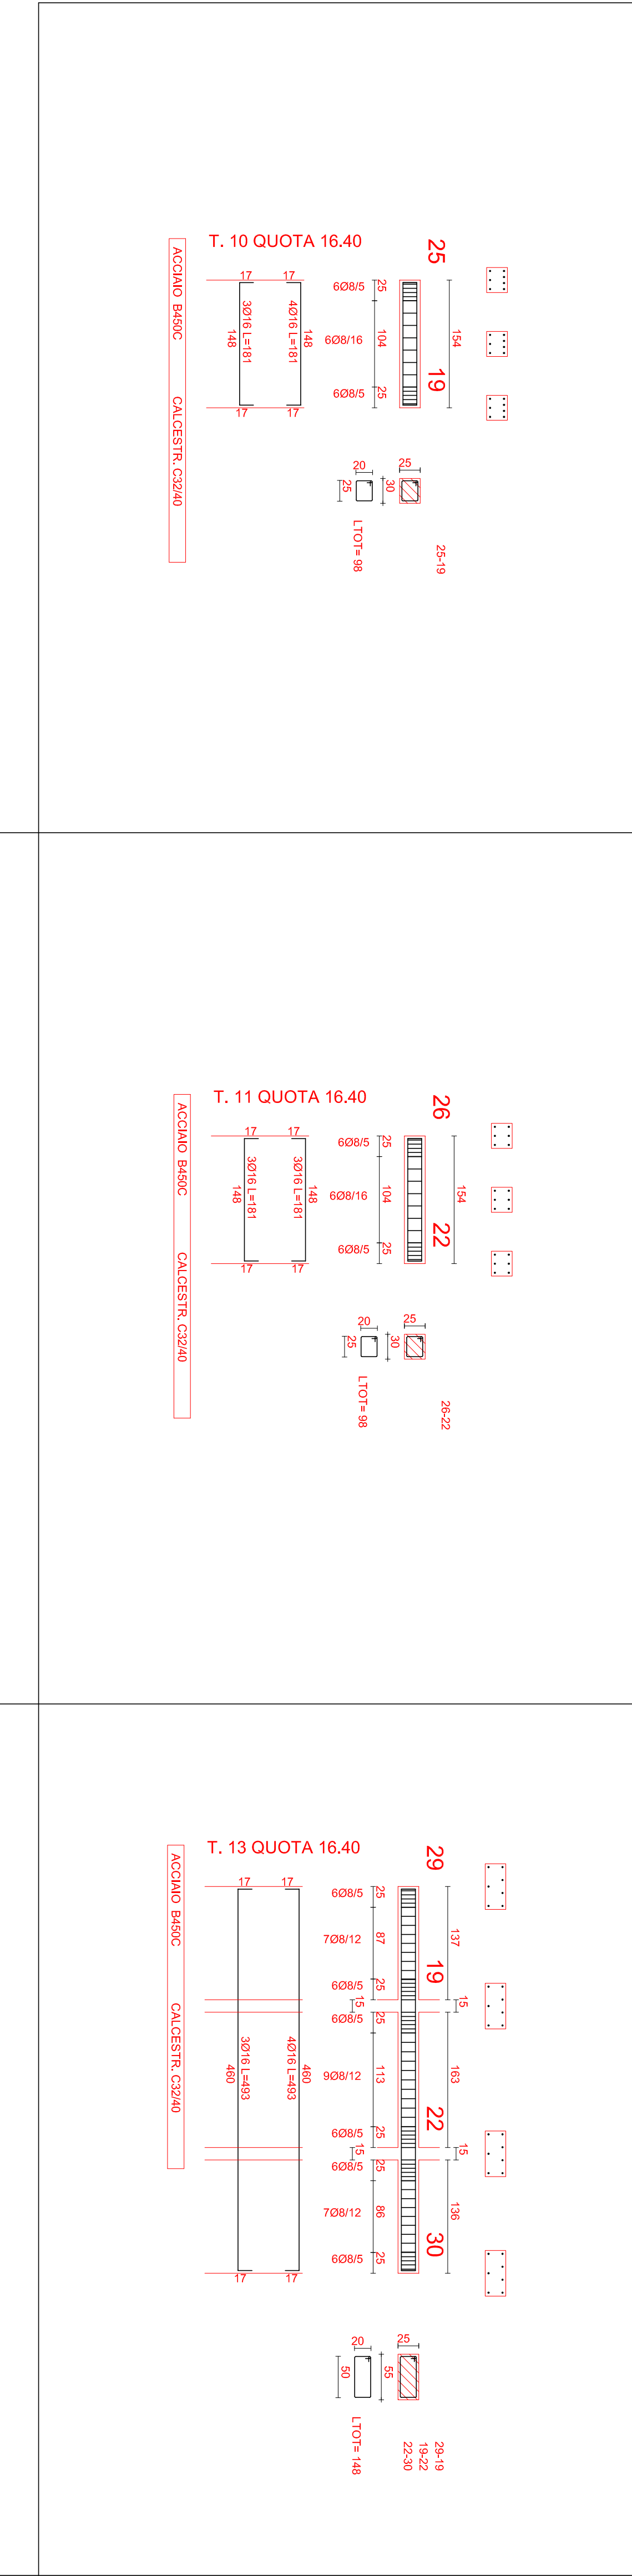 T. 10 QUOTA 16.40
25
19
154
6Ø8/5
25
6Ø8/16
104
6Ø8/5
25
17
17
4Ø16 L=181
148
3Ø16 L=181
148
17
17
ACCIAIO B450C
CALCESTR. C32/40
25
30
20
25
LTOT= 98
25-19
T. 11 QUOTA 16.40
26
22
154
6Ø8/5
25
6Ø8/16
104
6Ø8/5
25
17
17
3Ø16 L=181
148
3Ø16 L=181
148
17
17
ACCIAIO B450C
CALCESTR. C32/40
25
30
20
25
LTOT= 98
26-22
T. 13 QUOTA 16.40
29
19
22
30
137
15
163
15
136
6Ø8/5
25
7Ø8/12
87
6Ø8/5
25
15
6Ø8/5
25
9Ø8/12
113
6Ø8/5
25
15
6Ø8/5
25
7Ø8/12
86
6Ø8/5
25
17
17
4Ø16 L=493
460
3Ø16 L=493
460
17
17
ACCIAIO B450C
CALCESTR. C32/40
25
55
20
50
LTOT= 148
29-19
19-22
22-30